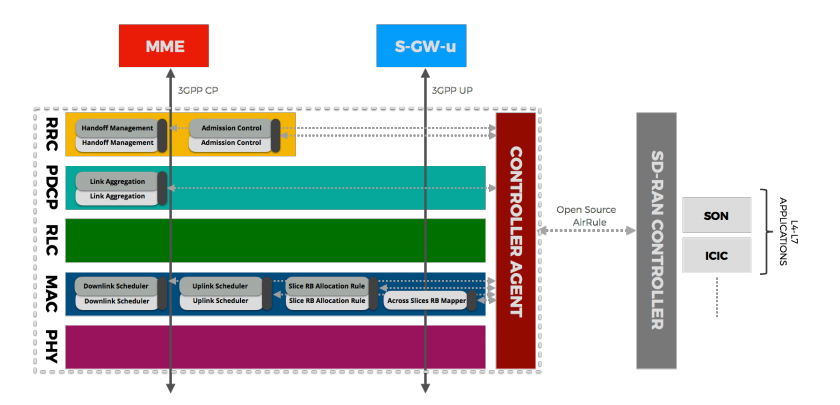 MME
S-GW-u
3GPP CP
3GPP UP
RRC
Handoff Management
Handoff Management
Admission Control
Admission Control
PDCP
Link Aggregation
Link Aggregation
RLC
MAC
Downlink Scheduler
Downlink Scheduler
Uplink Scheduler
Uplink Scheduler
Slice RB Allocation Rule
Slice RB Allocation Rule
Across Slices RB Mapper
PHY
CONTROLLER AGENT
Open Source
AirRule
SD-RAN CONTROLLER
SON
ICIC
L4-L7
APPLICATIONS